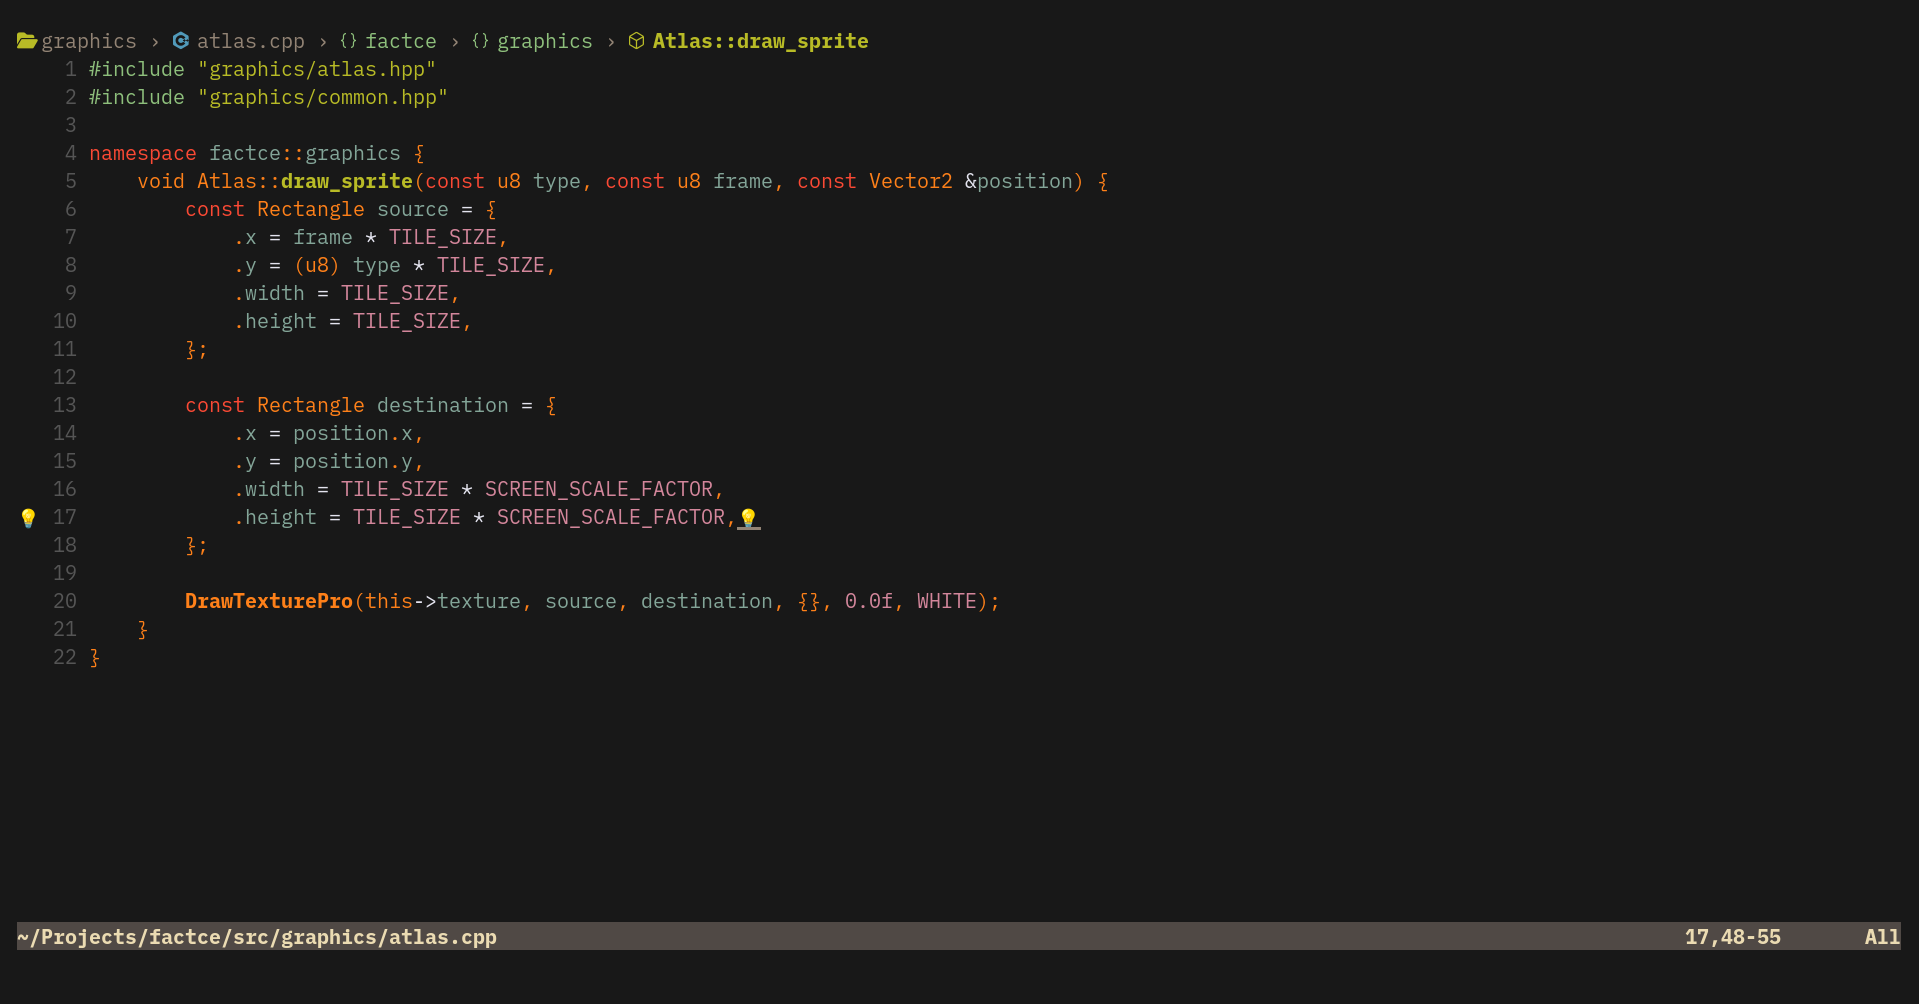 graphics › atlas.cpp › {} factce › {} graphics › Atlas::draw_sprite
1 #include "graphics/atlas.hpp"
2 #include "graphics/common.hpp"
3
4 namespace factce::graphics {
5     void Atlas::draw_sprite(const u8 type, const u8 frame, const Vector2 &position) {
6         const Rectangle source = {
7             .x = frame * TILE_SIZE,
8             .y = (u8) type * TILE_SIZE,
9             .width = TILE_SIZE,
10             .height = TILE_SIZE,
11         };
12
13         const Rectangle destination = {
14             .x = position.x,
15             .y = position.y,
16             .width = TILE_SIZE * SCREEN_SCALE_FACTOR,
💡 17             .height = TILE_SIZE * SCREEN_SCALE_FACTOR,💡
18         };
19
20         DrawTexturePro(this->texture, source, destination, {}, 0.0f, WHITE);
21     }
22 }
~/Projects/factce/src/graphics/atlas.cpp 17,48-55 All